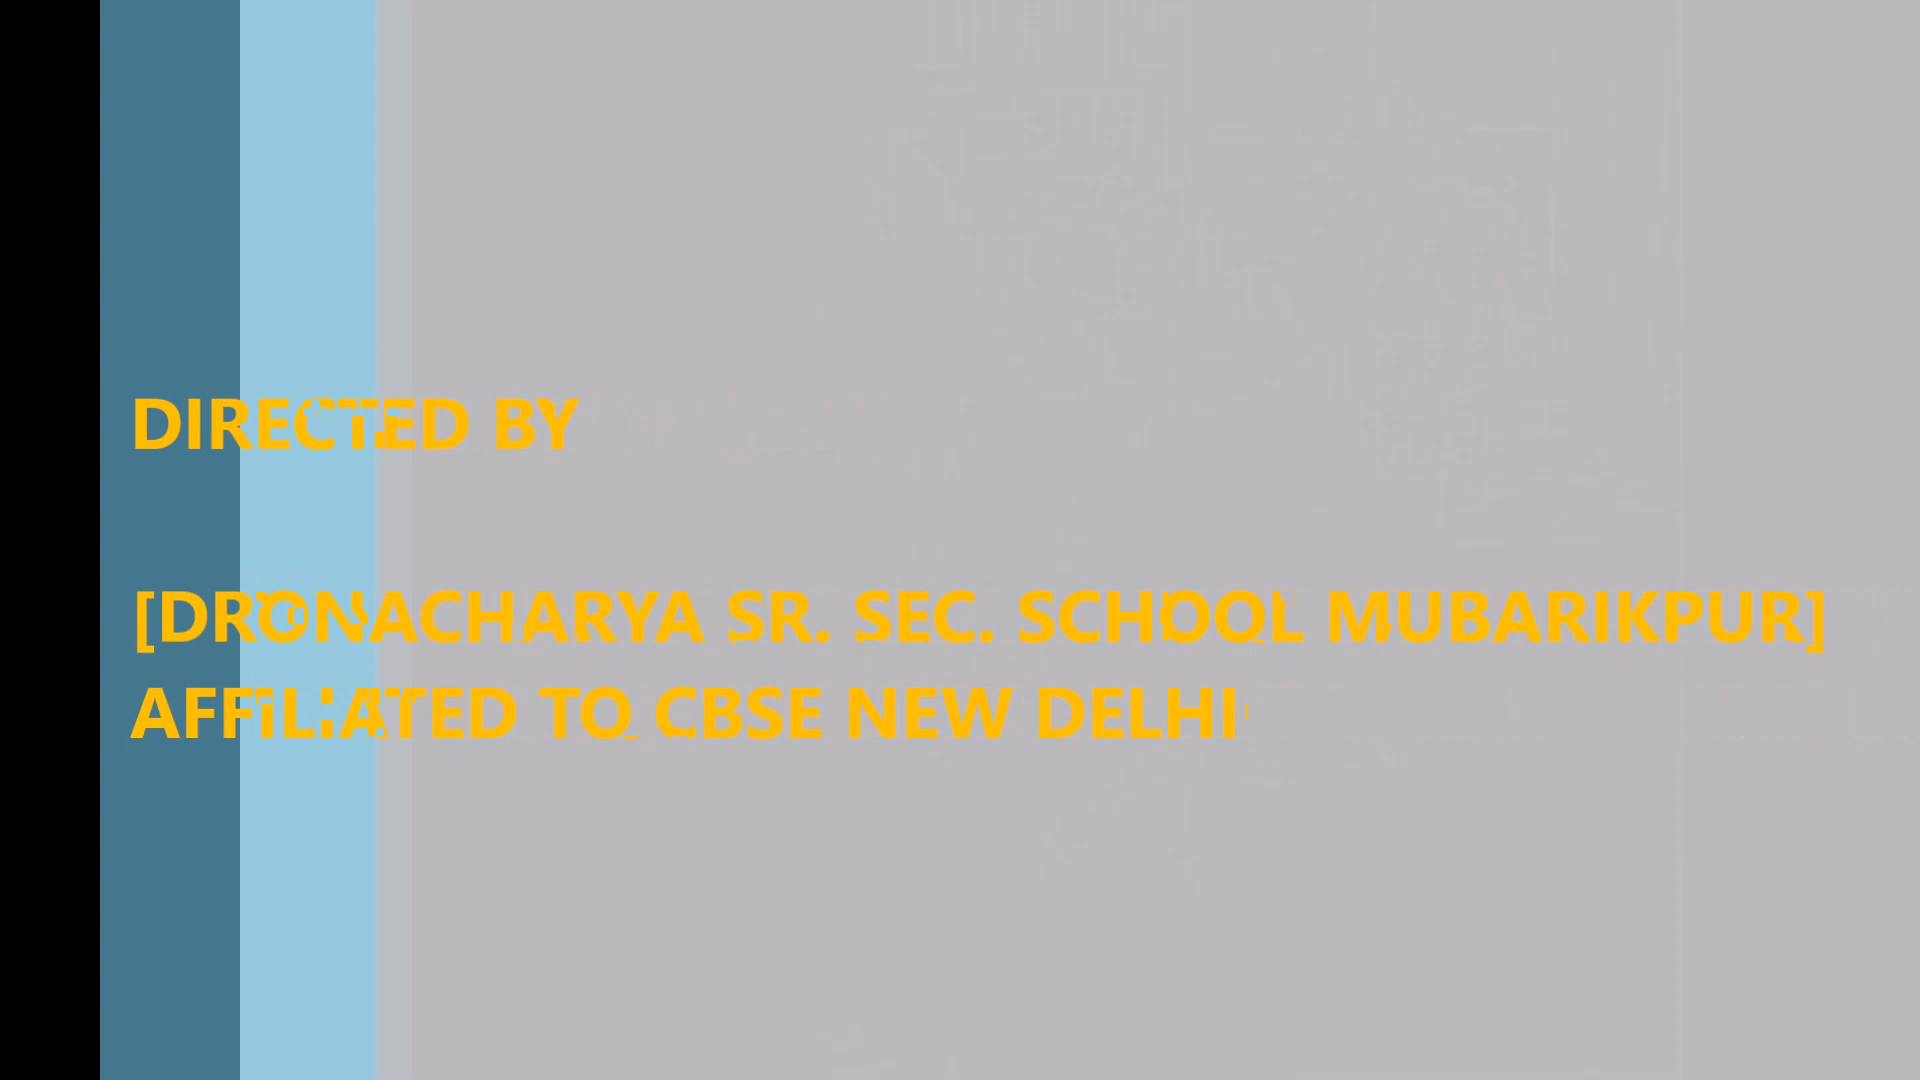 DIRECTED BY
[DRONACHARYA SR. SEC. SCHOOL MUBARIKPUR]
AFFILIATED TO CBSE NEW DELHI